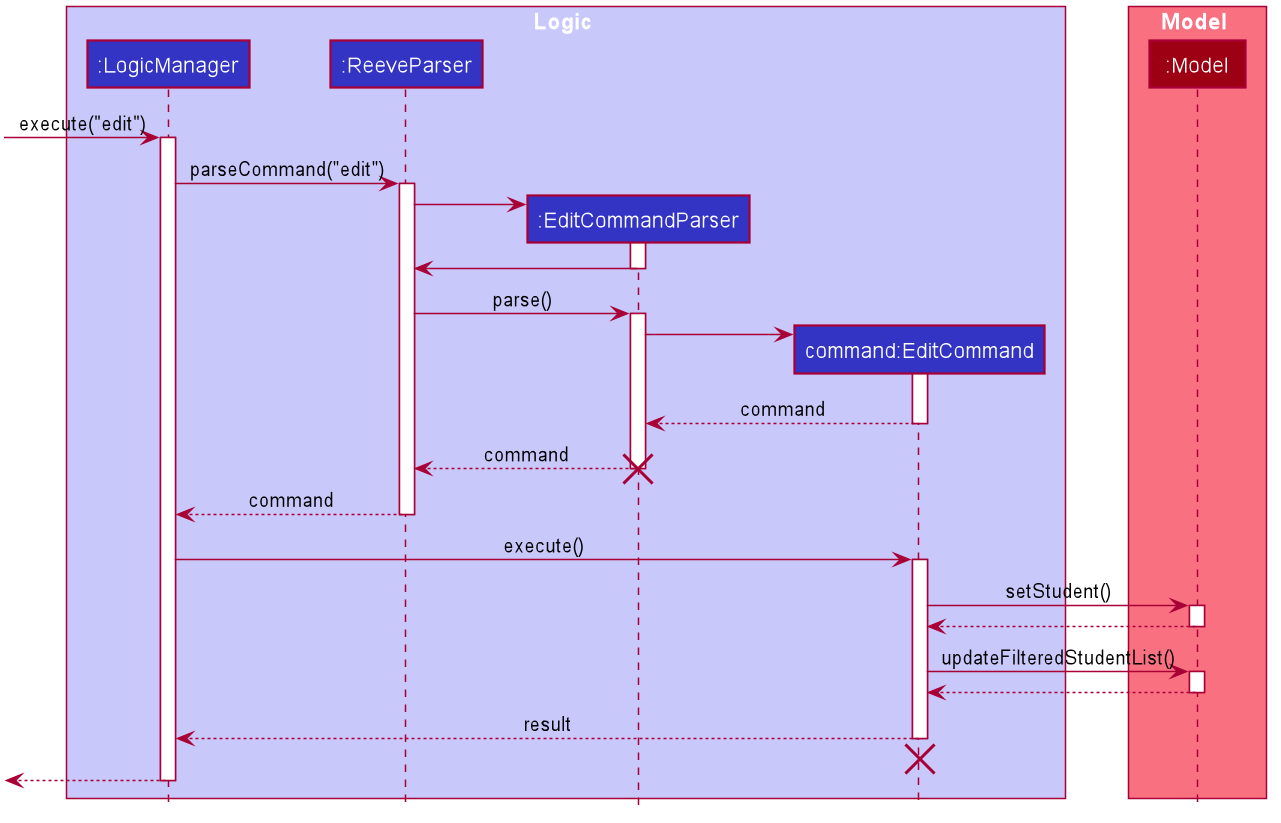 Logic
Model
:LogicManager
:ReeveParser
:Model
execute("edit")
parseCommand("edit")
:EditCommandParser
parse()
command:EditCommand
command
command
command
execute()
setStudent()
updateFilteredStudentList()
result